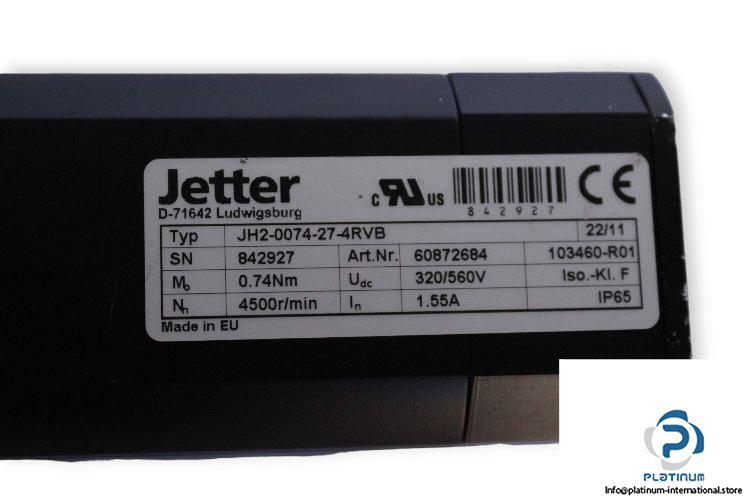 Jetter
D-71642 Ludwigsburg
c RU US
842927
CE
Typ JH2-0074-27-4RVB 22/11
SN 842927 Art.Nr. 60872684 103460-R01
M₀ 0.74Nm Udc 320/560V Iso.-Kl. F
Nn 4500r/min In 1.55A IP65
Made in EU
PLATINUM
Info@platinum-international.store